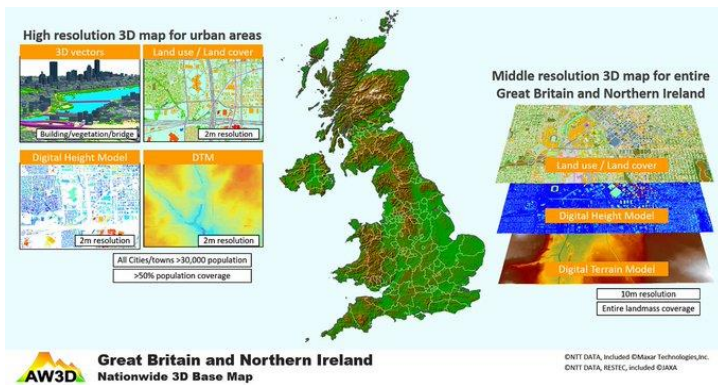 High resolution 3D map for urban areas
3D vectors
Building/vegetation/bridge
Land use / Land cover
2m resolution
Digital Height Model
2m resolution
DTM
2m resolution
All Cities/towns >30,000 population
>50% population coverage
Middle resolution 3D map for entire
Great Britain and Northern Ireland
Land use / Land cover
Digital Height Model
Digital Terrain Model
10m resolution
Entire landmass coverage
AW3D
Great Britain and Northern Ireland
Nationwide 3D Base Map
©NTT DATA, Included ©Maxar Technologies,Inc.
©NTT DATA, RESTEC, included ©JAXA